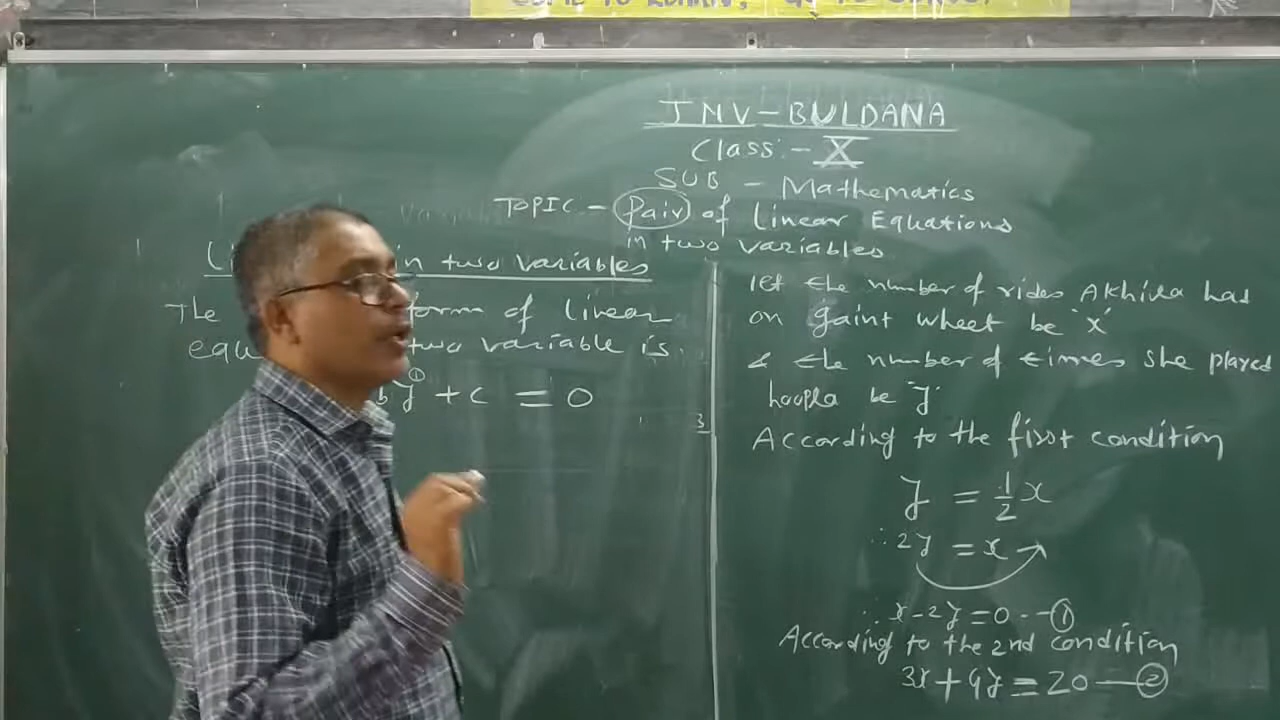 JNV-BULDANA
Class:- X
SUB - Mathematics
TOPIC - Pair of Linear Equations
in two variables
in two variables
The form of linear
equ two variable is.
by① + c = 0
let the number of rides Akhila had
on gaint wheel be 'x'
& the number of times she played
hoopla be 'y'
3
According to the first condition
y = 1/2 x
∴ 2y = x
∴ x-2y=0 --①
According to the 2nd condition
3x+4y=20 —②